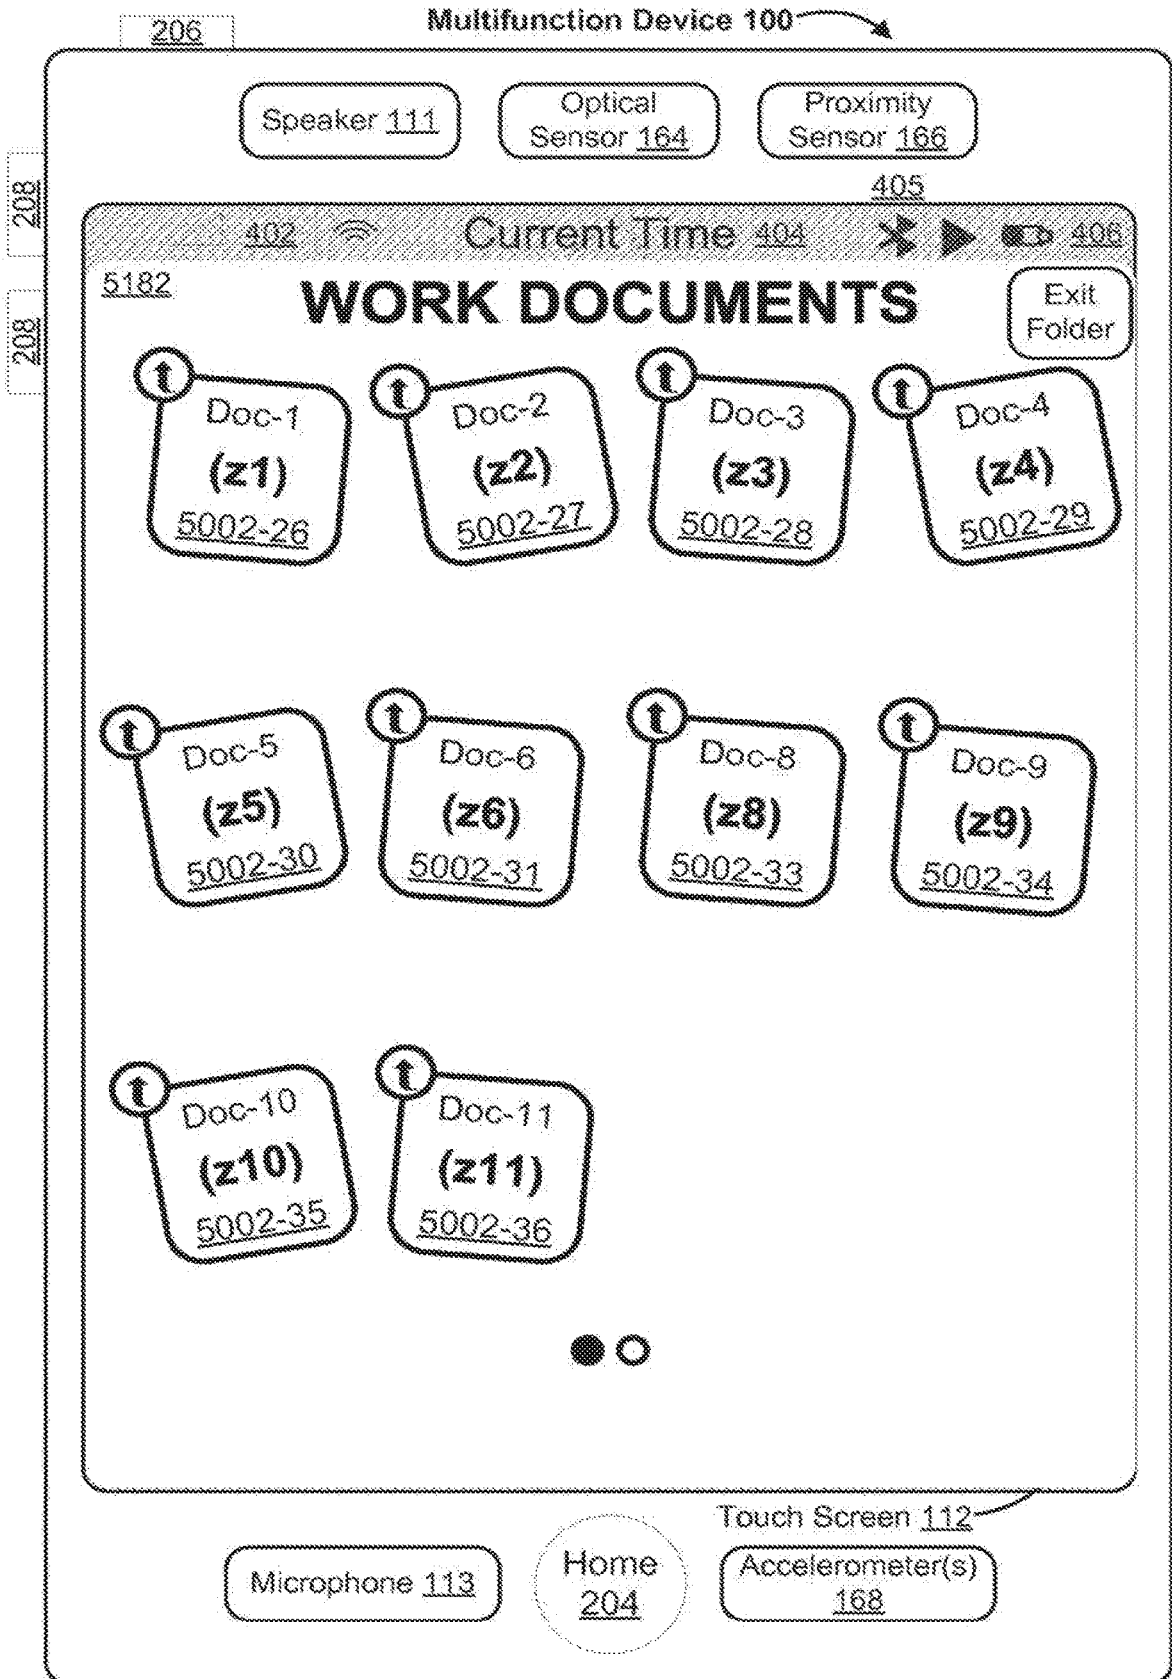 Multifunction Device 100
206
Speaker 111
Optical
Sensor 164
Proximity
Sensor 166
208
208
405
402
Current Time 404
406
5182
WORK DOCUMENTS
Exit
Folder
t
Doc-1
(z1)
5002-26
t
Doc-2
(z2)
5002-27
t
Doc-3
(z3)
5002-28
t
Doc-4
(z4)
5002-29
t
Doc-5
(z5)
5002-30
t
Doc-6
(z6)
5002-31
t
Doc-8
(z8)
5002-33
t
Doc-9
(z9)
5002-34
t
Doc-10
(z10)
5002-35
t
Doc-11
(z11)
5002-36
Touch Screen 112
Microphone 113
Home
204
Accelerometer(s)
168